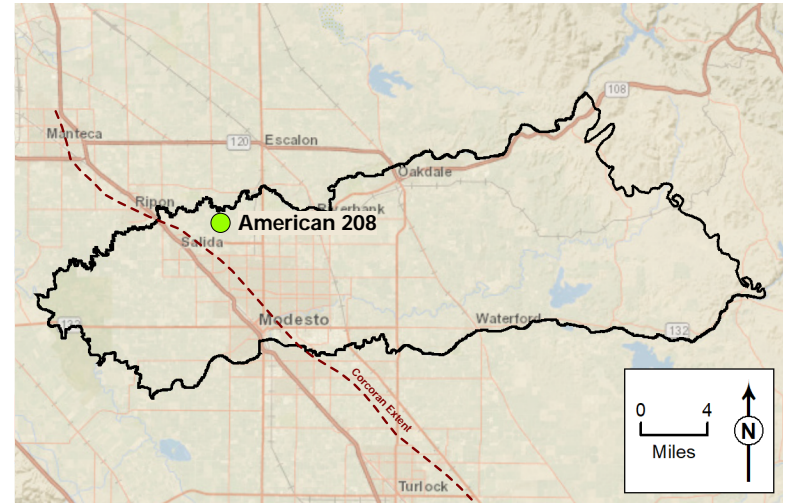 108
Manteca
120 Escalon
Oakdale
Ripon
Riverbank
American 208
Salida
132
Modesto
Waterford
132
Corcoran Extent
Turlock
0 4
Miles
N